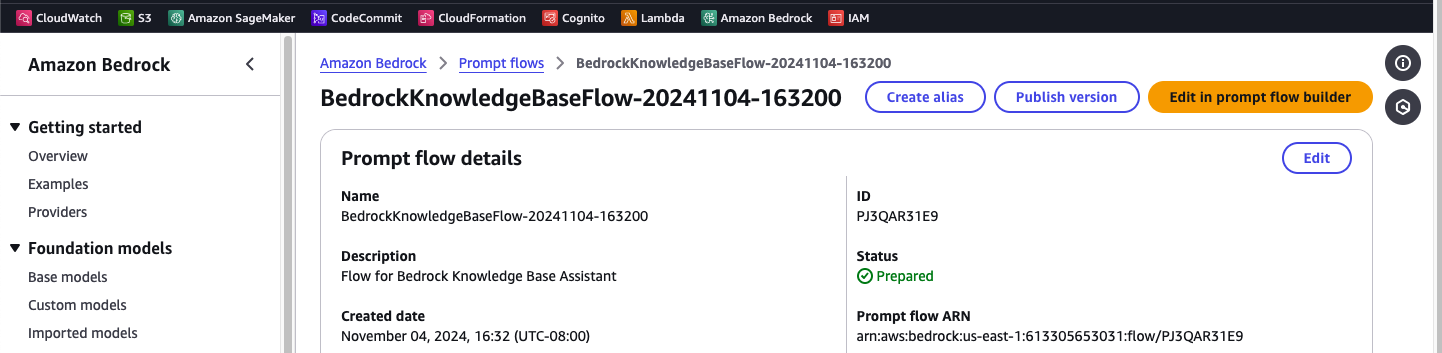 CloudWatch S3 Amazon SageMaker CodeCommit CloudFormation Cognito Lambda Amazon Bedrock IAM
Amazon Bedrock
Getting started
Overview
Examples
Providers
Foundation models
Base models
Custom models
Imported models
Amazon Bedrock > Prompt flows > BedrockKnowledgeBaseFlow-20241104-163200
BedrockKnowledgeBaseFlow-20241104-163200 Create alias Publish version Edit in prompt flow builder
Prompt flow details Edit
Name
BedrockKnowledgeBaseFlow-20241104-163200
Description
Flow for Bedrock Knowledge Base Assistant
Created date
November 04, 2024, 16:32 (UTC-08:00)
ID
PJ3QAR31E9
Status
Prepared
Prompt flow ARN
arn:aws:bedrock:us-east-1:613305653031:flow/PJ3QAR31E9